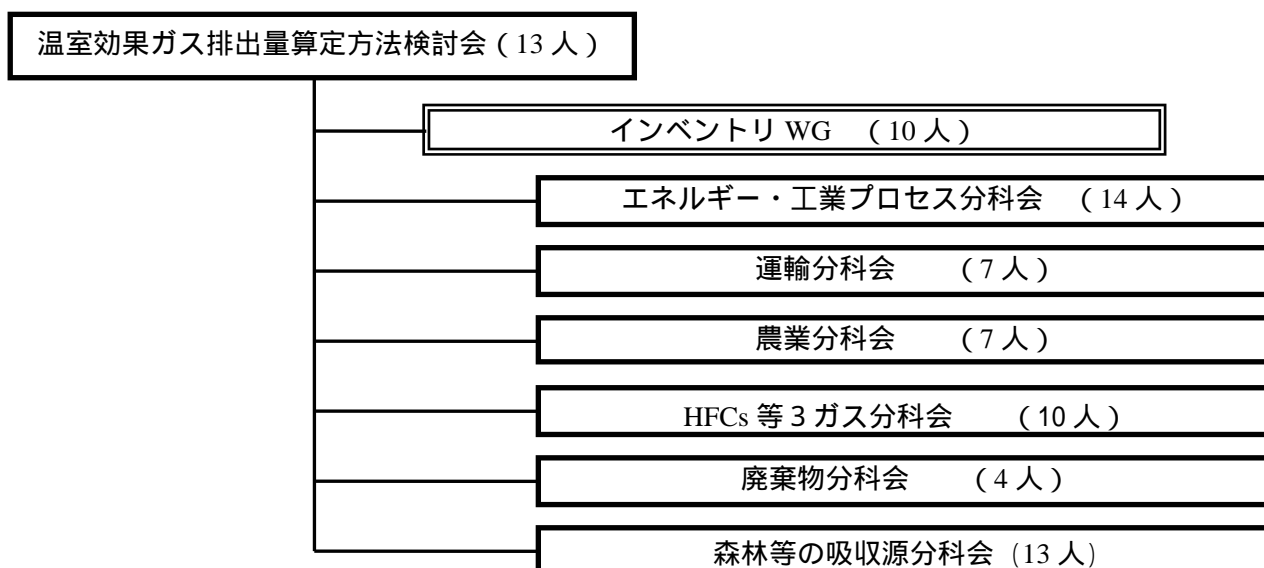 温室効果ガス排出量算定方法検討会（13 人）
インベントリ WG （10 人）
エネルギー・工業プロセス分科会 （14 人）
運輸分科会 （7 人）
農業分科会 （7 人）
HFCs 等３ガス分科会 （10 人）
廃棄物分科会 （4 人）
森林等の吸収源分科会 (13 人)